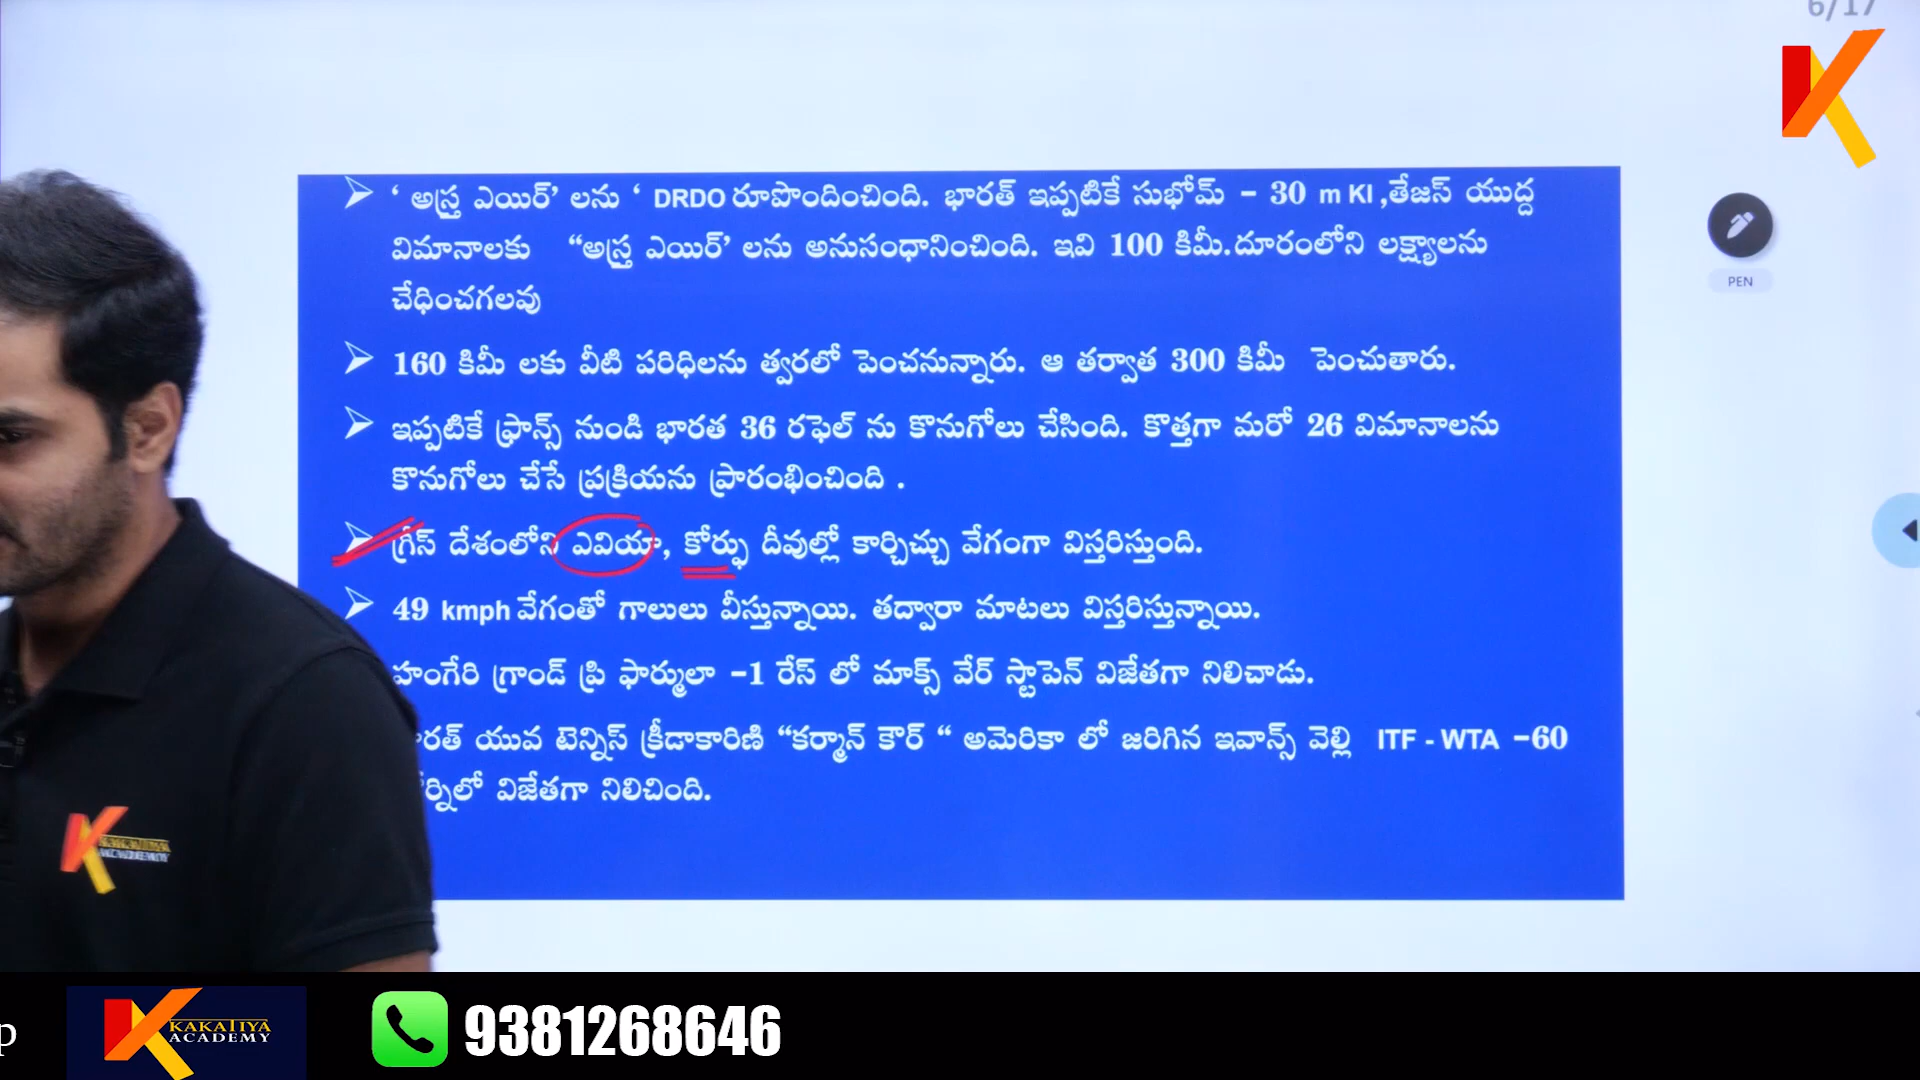 6/17
‘ అస్త్ర ఎయిర్’ లను ‘ DRDO రూపొందించింది. భారత్ ఇప్పటికే సుఖోమ్ - 30 m KI ,తేజస్ యుద్ద
విమానాలకు “అస్త్ర ఎయిర్’ లను అనుసంధానించింది. ఇవి 100 కిమీ.దూరంలోని లక్ష్యాలను
చేధించగలవు
PEN
160 కిమీ లకు వీటి పరిధిలను త్వరలో పెంచనున్నారు. ఆ తర్వాత 300 కిమీ పెంచుతారు.
ఇప్పటికే ఫ్రాన్స్ నుండి భారత 36 రఫెల్ ను కొనుగోలు చేసింది. కొత్తగా మరో 26 విమానాలను
కొనుగోలు చేసే ప్రక్రియను ప్రారంభించింది .
గ్రీస్ దేశంలోని ఎవియా, కోర్ఫు దీవుల్లో కార్చిచ్చు వేగంగా విస్తరిస్తుంది.
49 kmph వేగంతో గాలులు వీస్తున్నాయి. తద్వారా మాటలు విస్తరిస్తున్నాయి.
హంగేరి గ్రాండ్ ప్రి ఫార్ములా -1 రేస్ లో మాక్స్ వేర్ స్టాపెన్ విజేతగా నిలిచాడు.
యువ టెన్నిస్ క్రీడాకారిణి “కర్మాన్ కౌర్ “ అమెరికా లో జరిగిన ఇవాన్స్ వెల్లి ITF - WTA -60
విజేతగా నిలిచింది.
KAKATIYA
ACADEMY
KAKATIYA
ACADEMY
9381268646